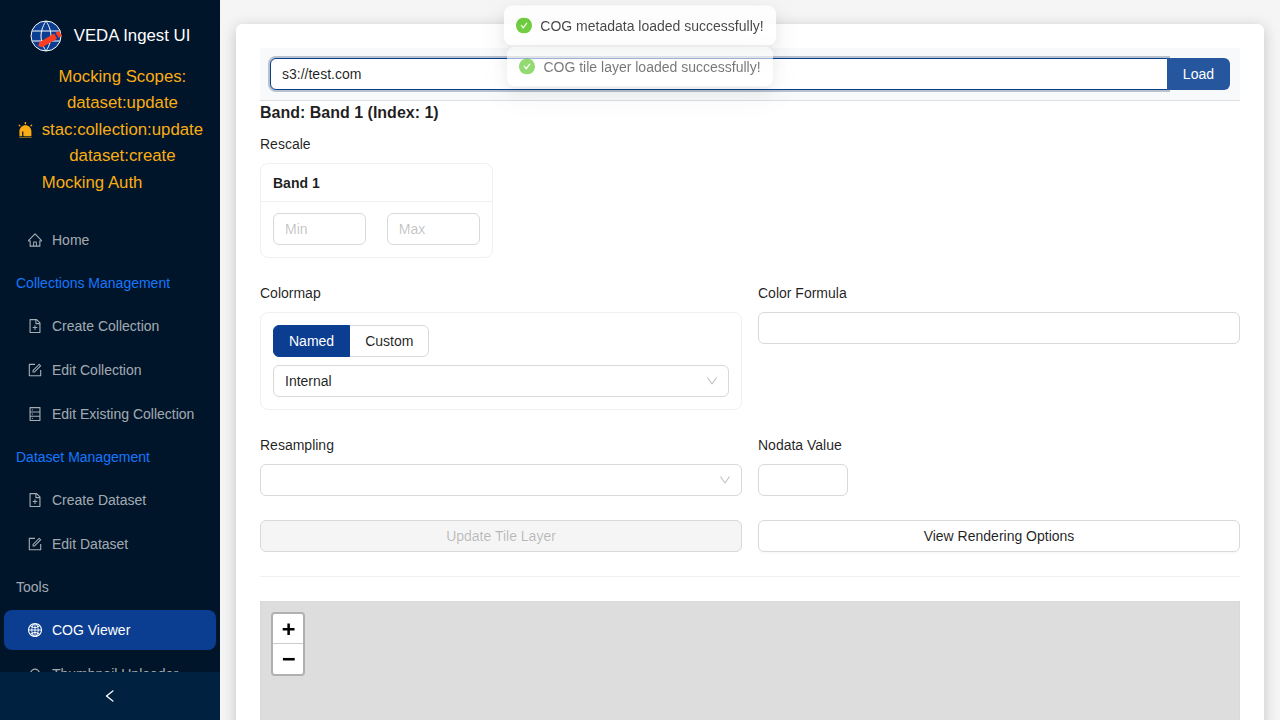 VEDA Ingest UI
Mocking Scopes:
dataset:update
stac:collection:update
dataset:create
Mocking Auth
Home
Collections Management
Create Collection
Edit Collection
Edit Existing Collection
Dataset Management
Create Dataset
Edit Dataset
Tools
COG Viewer
Thumbnail Uploader
COG metadata loaded successfully!
COG tile layer loaded successfully!
s3://test.com
Load
Band: Band 1 (Index: 1)
Rescale
Band 1
Min
Max
Colormap
Color Formula
Named
Custom
Internal
Resampling
Nodata Value
Update Tile Layer
View Rendering Options
+
−